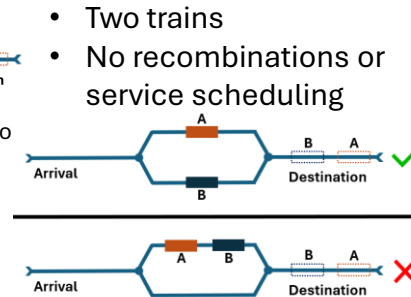 • Two trains
• No recombinations or
service scheduling
A
B
B A
Arrival
Destination
A B
B A
Arrival
Destination